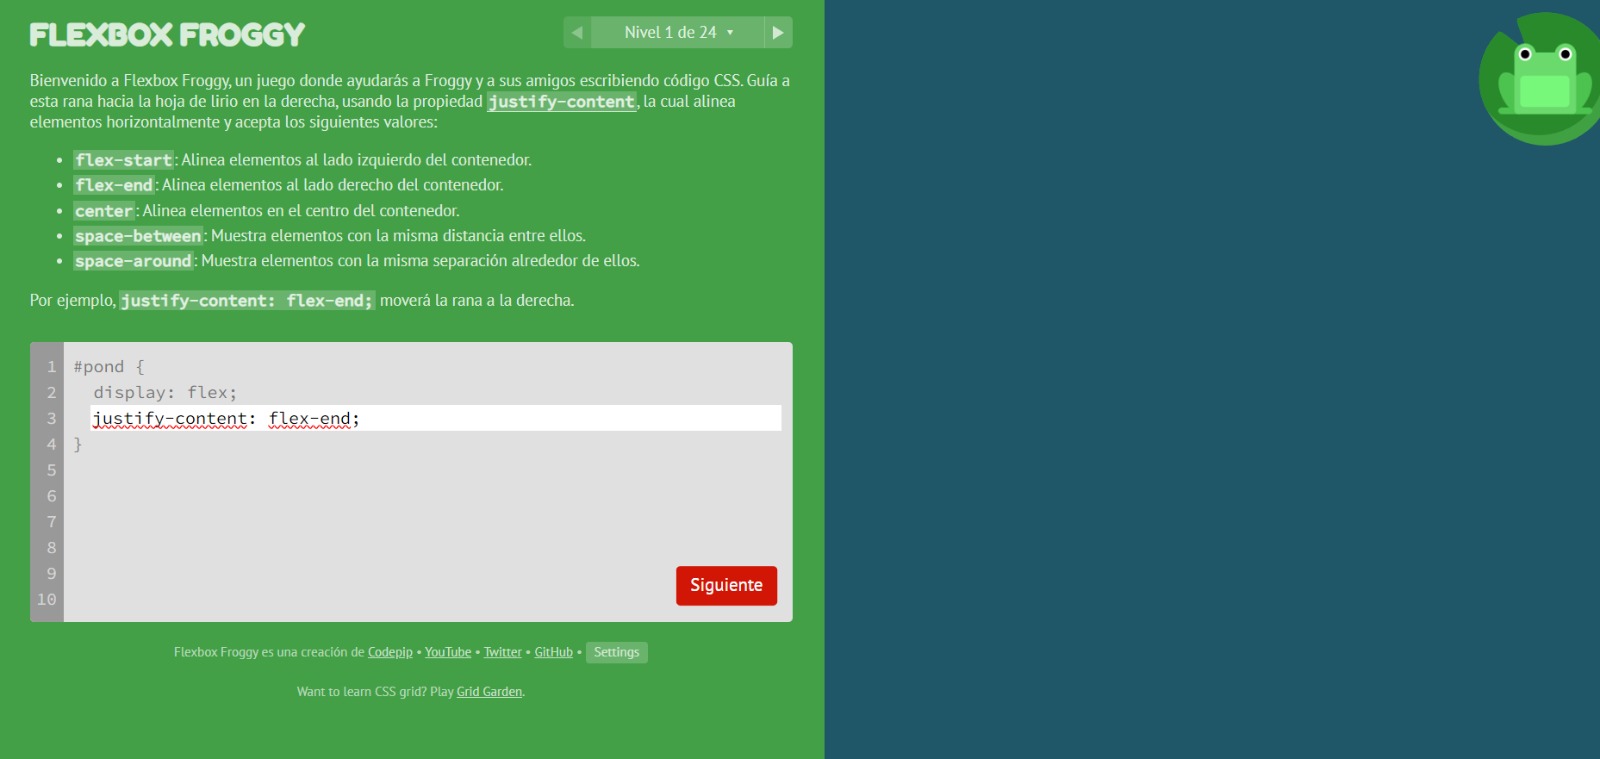 FLEXBOX FROGGY
Nivel 1 de 24
Bienvenido a Flexbox Froggy, un juego donde ayudarás a Froggy y a sus amigos escribiendo código CSS. Guía a
esta rana hacia la hoja de lirio en la derecha, usando la propiedad justify-content, la cual alinea
elementos horizontalmente y acepta los siguientes valores:
• flex-start: Alinea elementos al lado izquierdo del contenedor.
• flex-end: Alinea elementos al lado derecho del contenedor.
• center: Alinea elementos en el centro del contenedor.
• space-between: Muestra elementos con la misma distancia entre ellos.
• space-around: Muestra elementos con la misma separación alrededor de ellos.
Por ejemplo, justify-content: flex-end; moverá la rana a la derecha.
1 #pond {
2 display: flex;
3 justify-content: flex-end;
4 }
5
6
7
8
9
10
Siguiente
Flexbox Froggy es una creación de Codepip • YouTube • Twitter • GitHub • Settings
Want to learn CSS grid? Play Grid Garden.